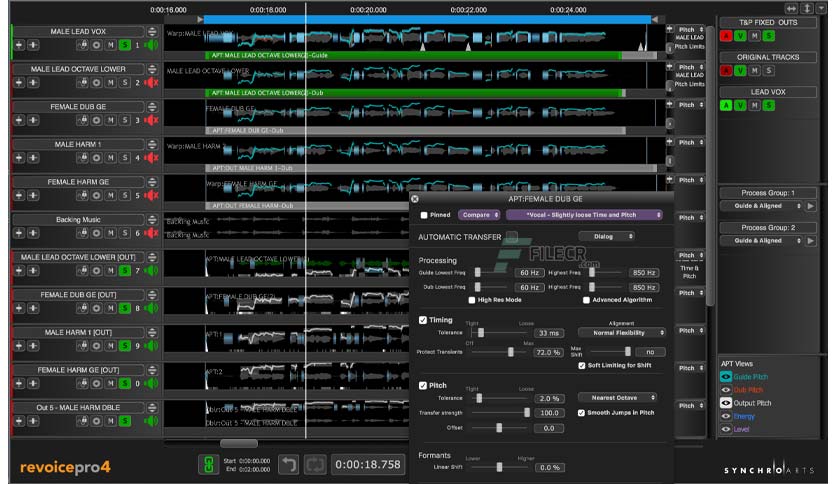 0:00:16.000
0:00:18.000
0:00:20.000
0:00:22.000
0:00:24.000
MALE LEAD VOX
M S 1
Warp:MALE LEAD
APT:MALE LEAD OCTAVE LOWER(2)-Guide
Pitch
MALE LEAD
Pitch Limits
MALE LEAD OCTAVE LOWER
M S 2
MALE LEAD OCTAVE LOWER
APT:MALE LEAD OCTAVE LOWER(2)-Dub
Pitch
MALE LEAD
Pitch Limits
FEMALE DUB GE
M S 3
FEMALE DUB GE
APT:FEMALE DUB GE-Dub
Pitch
MALE HARM 1
M S 4
Warp:MALE HARM 1
APT:OUT MALE HARM 1-Dub
Pitch
FEMALE HARM GE
M S 5
Warp:FEMALE HARM GE
APT:OUT FEMALE HARM-Dub
Pitch
Backing Music
M S 6
Backing Music
MALE LEAD OCTAVE LOWER [OUT]
M S 7
APT:MALE LEAD OCTAVE LOWER(2)
Pitch
Time &
Pitch
FEMALE DUB GE [OUT]
M S 8
APT:FEMALE DUB GE(2)
Pitch
MALE HARM 1 [OUT]
M S 9
APT:1
Pitch
FEMALE HARM GE [OUT]
M S 0
APT:2
Pitch
Out 5 - MALE HARM DBLE
M S
Dblr:Out 5 - MALE HARM DBLE
Dblr:Out 5 - MALE HARM DBLE
Pitch
T&P FIXED OUTS
A V M S
ORIGINAL TRACKS
A V M S
LEAD VOX
A V M S
Process Group: 1
Guide & Aligned
Process Group: 2
Guide & Aligned
APT Views
Guide Pitch
Dub Pitch
Output Pitch
Energy
Level
APT:FEMALE DUB GE
Pinned
Compare
*Vocal - Slightly loose Time and Pitch
AUTOMATIC TRANSFER
Dialog
FILECR
.com
Processing
Guide Lowest Freq 60 Hz Highest Freq 850 Hz
Dub Lowest Freq 60 Hz Highest Freq 850 Hz
High Res Mode
Advanced Algorithm
Timing
Tight Loose
Alignment
Tolerance 33 ms
Normal Flexibility
Off Max
Protect Transients 72.0 %
Max Shift no
Soft Limiting for Shift
Pitch
Tight Loose
Tolerance 2.0 %
Nearest Octave
Transfer strength 100.0
Smooth Jumps in Pitch
Offset 0.0
Formants
Lower Higher
Linear Shift 0.0 %
revoicepro4
Start 0:00:00.000
End 0:02:00.000
0:00:18.758
SYNCHRO ARTS